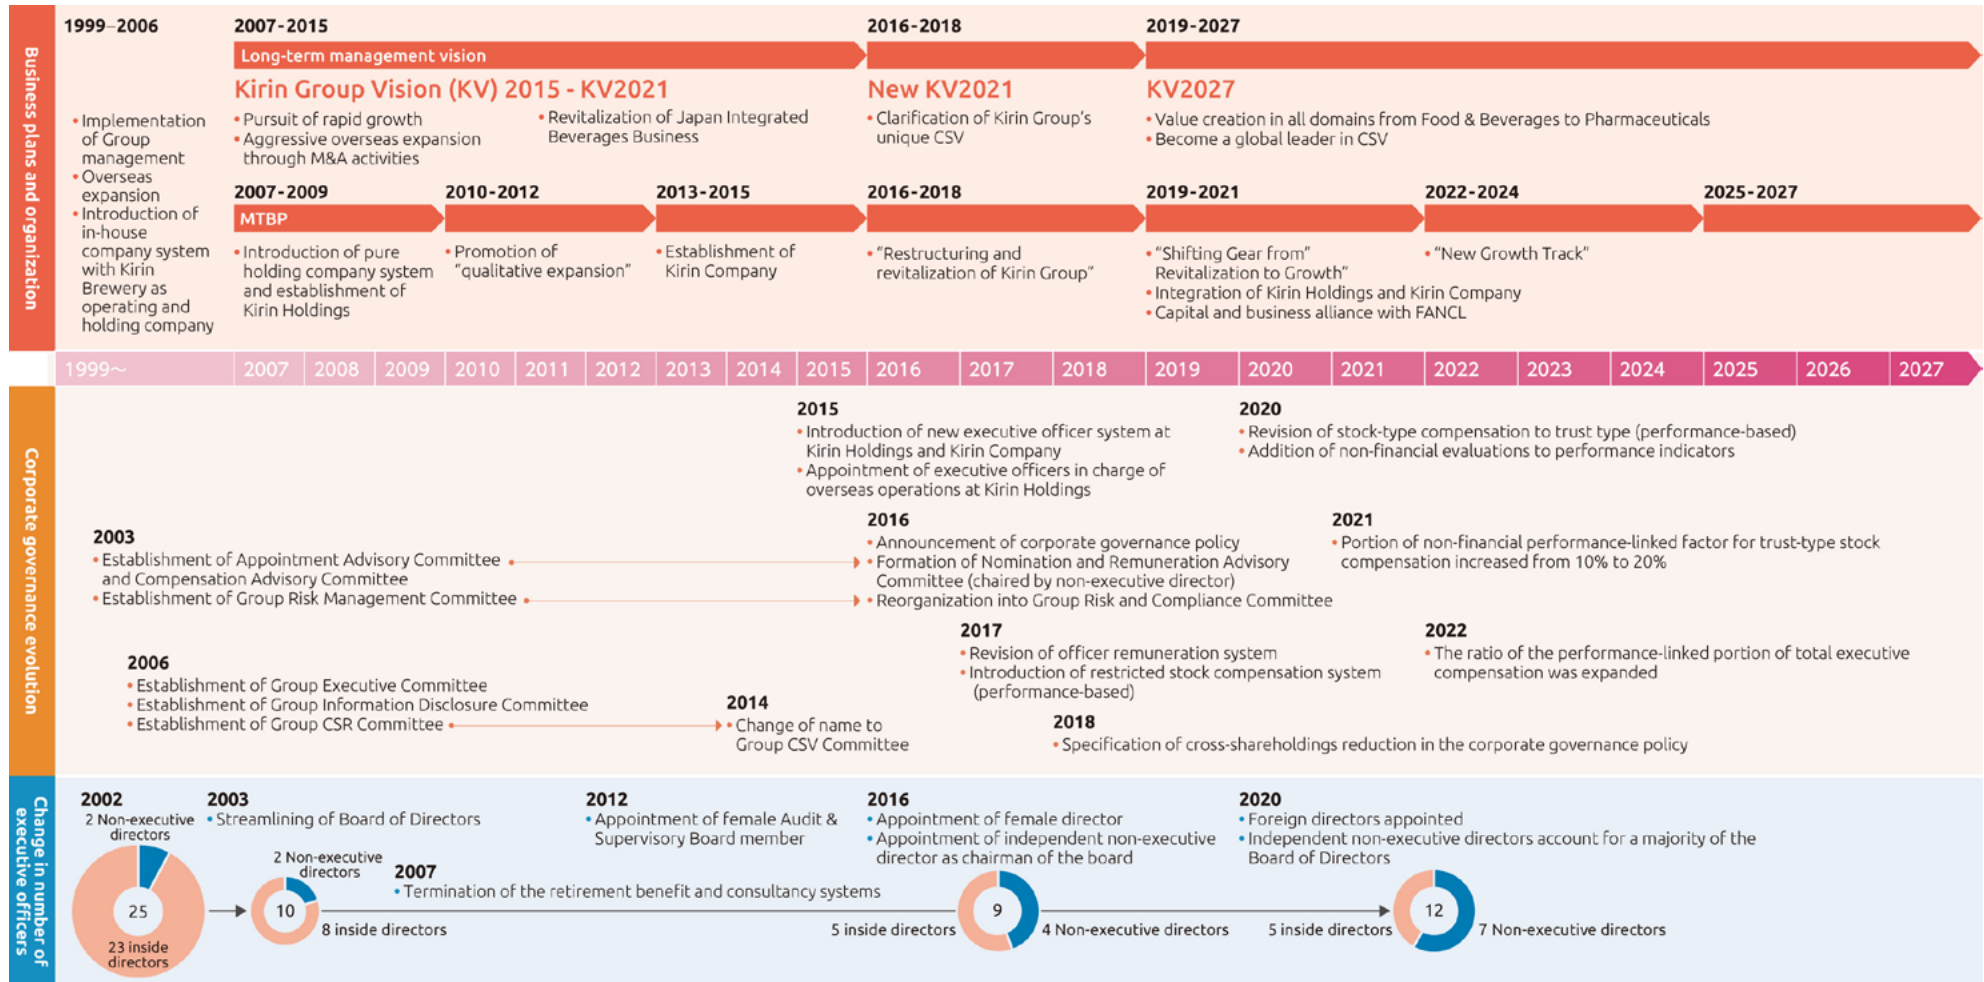 Business plans and organization
1999–2006
• Implementation
of Group
management
• Overseas
expansion
• Introduction of
in-house
company system
with Kirin
Brewery as
operating and
holding company
2007-2015
Long-term management vision
Kirin Group Vision (KV) 2015 - KV2021
• Pursuit of rapid growth
• Aggressive overseas expansion
through M&A activities
• Revitalization of Japan Integrated
Beverages Business
2016-2018
New KV2021
• Clarification of Kirin Group's
unique CSV
2019-2027
KV2027
• Value creation in all domains from Food & Beverages to Pharmaceuticals
• Become a global leader in CSV
2007-2009
MTBP
• Introduction of pure
holding company system
and establishment of
Kirin Holdings
2010-2012
• Promotion of
"qualitative expansion"
2013-2015
• Establishment of
Kirin Company
2016-2018
• "Restructuring and
revitalization of Kirin Group"
2019-2021
• "Shifting Gear from"
Revitalization to Growth"
• Integration of Kirin Holdings and Kirin Company
• Capital and business alliance with FANCL
2022-2024
• "New Growth Track"
2025-2027
1999～ 2007 2008 2009 2010 2011 2012 2013 2014 2015 2016 2017 2018 2019 2020 2021 2022 2023 2024 2025 2026 2027
Corporate governance evolution
2003
• Establishment of Appointment Advisory Committee
and Compensation Advisory Committee
• Establishment of Group Risk Management Committee
2006
• Establishment of Group Executive Committee
• Establishment of Group Information Disclosure Committee
• Establishment of Group CSR Committee
2014
• Change of name to
Group CSV Committee
2015
• Introduction of new executive officer system at
Kirin Holdings and Kirin Company
• Appointment of executive officers in charge of
overseas operations at Kirin Holdings
2016
• Announcement of corporate governance policy
• Formation of Nomination and Remuneration Advisory
Committee (chaired by non-executive director)
• Reorganization into Group Risk and Compliance Committee
2017
• Revision of officer remuneration system
• Introduction of restricted stock compensation system
(performance-based)
2018
• Specification of cross-shareholdings reduction in the corporate governance policy
2020
• Revision of stock-type compensation to trust type (performance-based)
• Addition of non-financial evaluations to performance indicators
2021
• Portion of non-financial performance-linked factor for trust-type stock
compensation increased from 10% to 20%
2022
• The ratio of the performance-linked portion of total executive
compensation was expanded
Change in number of
executive officers
2002
2 Non-executive
directors
25
23 inside
directors
2003
• Streamlining of Board of Directors
2 Non-executive
directors
10
8 inside directors
2007
• Termination of the retirement benefit and consultancy systems
2012
• Appointment of female Audit &
Supervisory Board member
2016
• Appointment of female director
• Appointment of independent non-executive
director as chairman of the board
5 inside directors
9
4 Non-executive directors
2020
• Foreign directors appointed
• Independent non-executive directors account for a majority of the
Board of Directors
5 inside directors
12
7 Non-executive directors